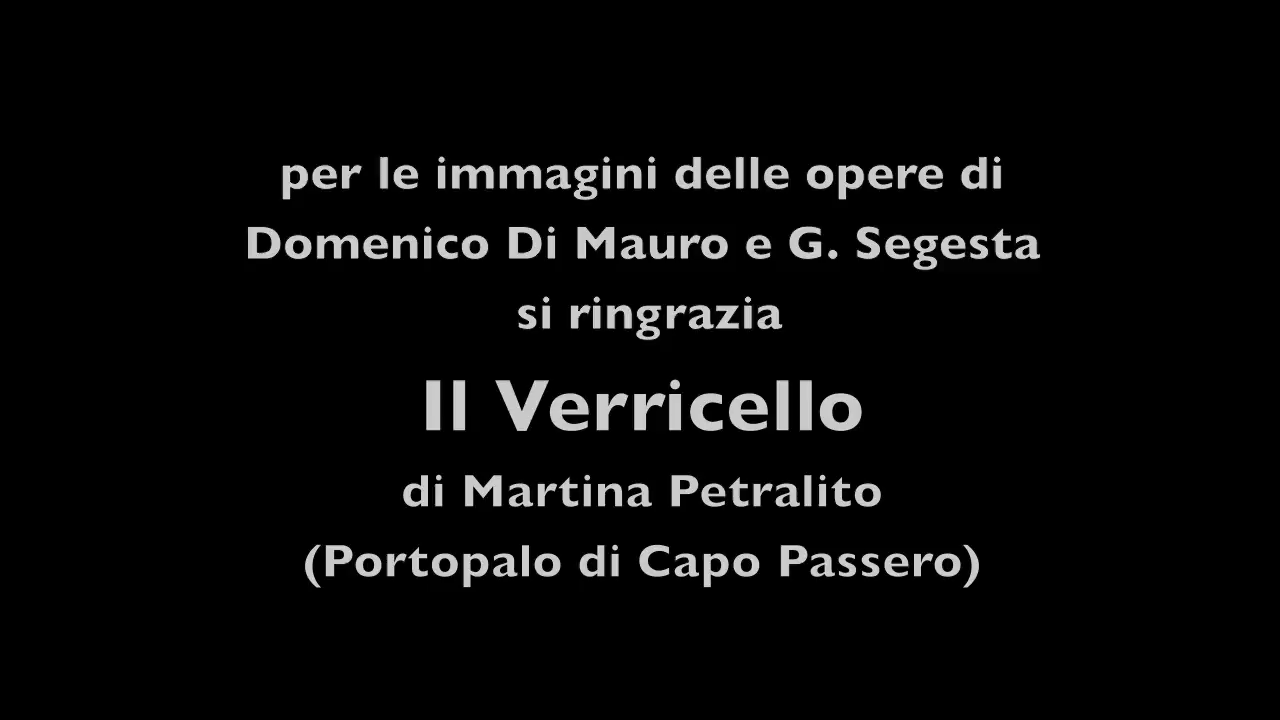 per le immagini delle opere di
Domenico Di Mauro e G. Segesta
si ringrazia
Il Verricello
di Martina Petralito
(Portopalo di Capo Passero)